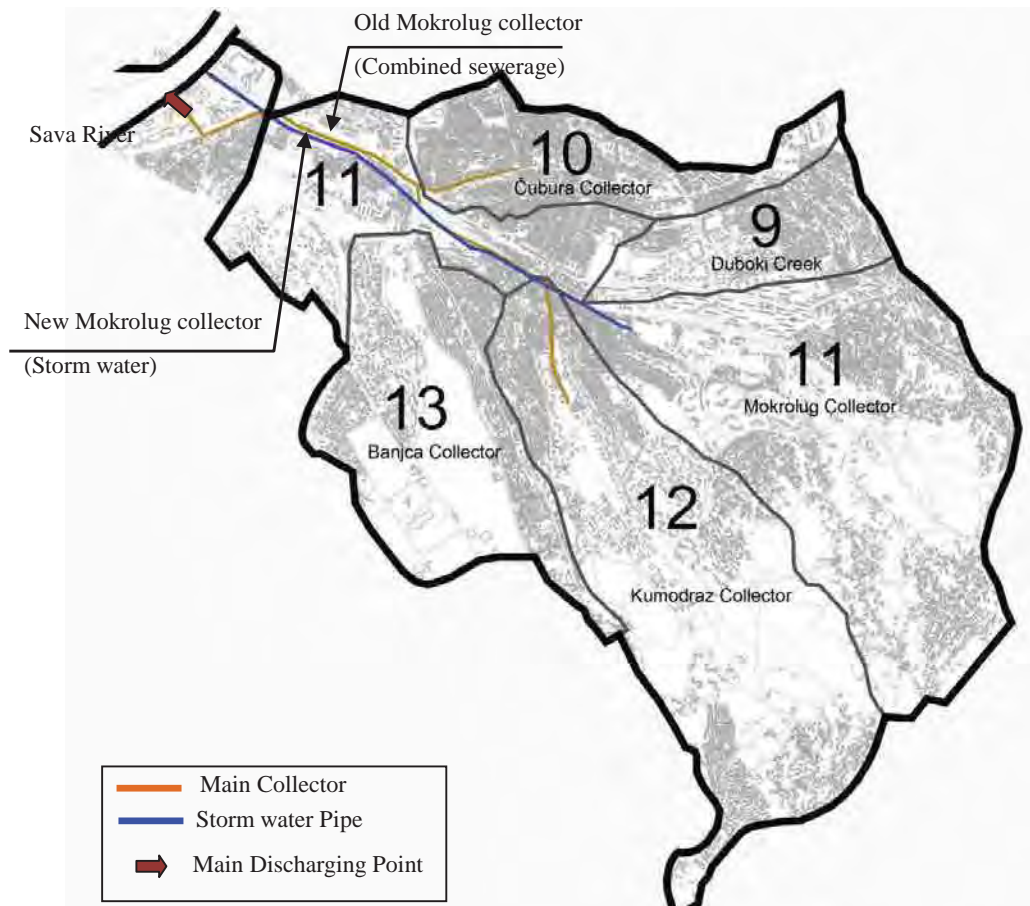 Old Mokrolug collector
(Combined sewerage)
Sava River
10
Čubura Collector
11
9
Duboki Creek
New Mokrolug collector
(Storm water)
11
Mokrolug Collector
13
Banjca Collector
12
Kumodraz Collector
Main Collector
Storm water Pipe
Main Discharging Point